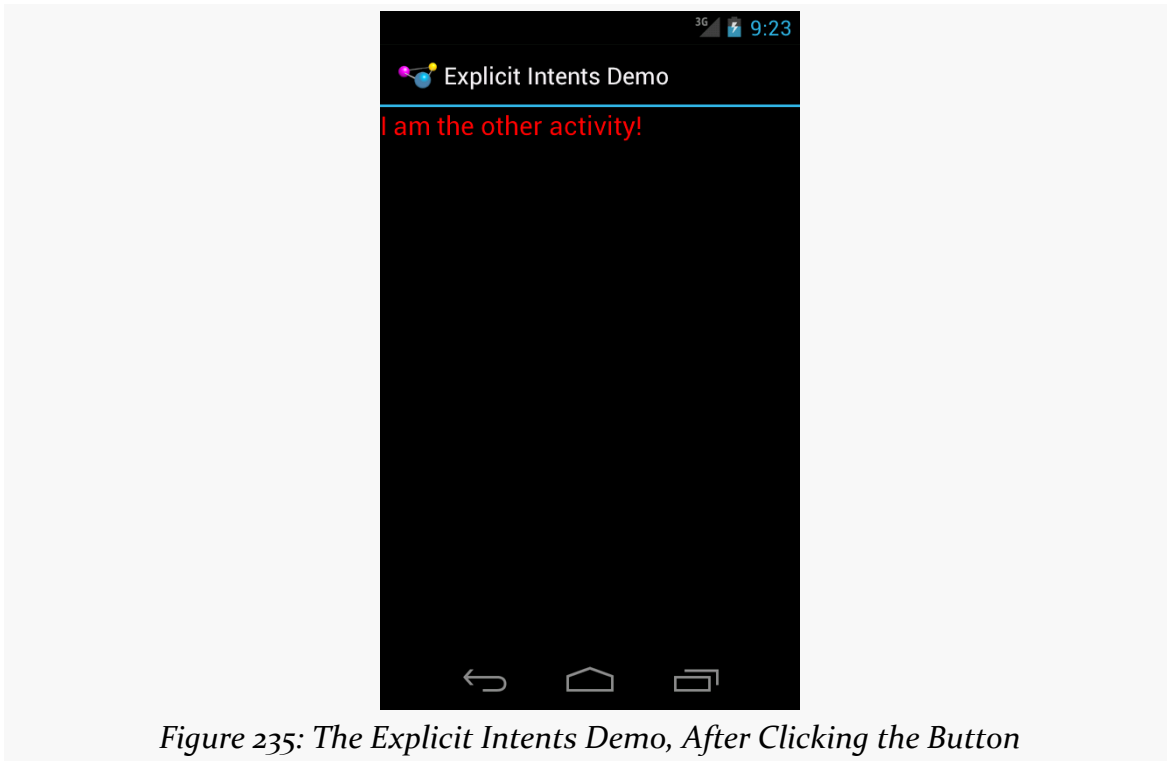 3G 9:23
Explicit Intents Demo
I am the other activity!
Figure 235: The Explicit Intents Demo, After Clicking the Button